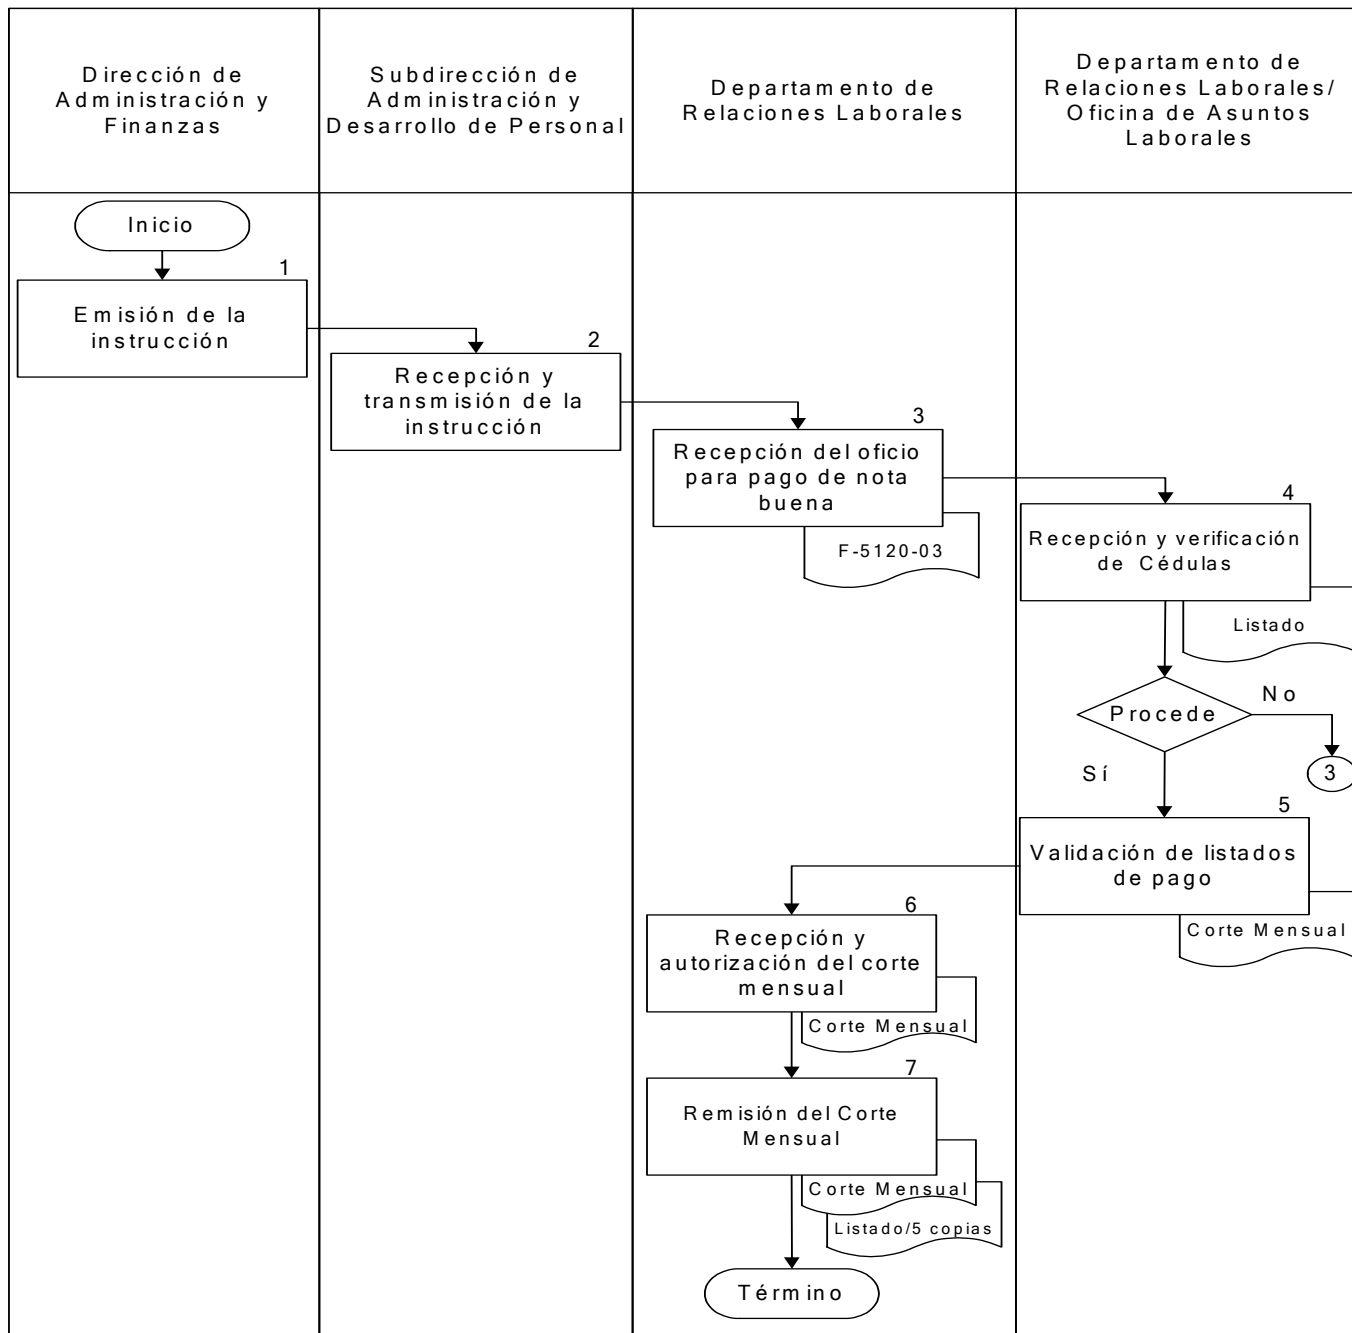 Dirección de
Administración y
Finanzas
Subdirección de
Administración y
Desarrollo de Personal
Departamento de
Relaciones Laborales
Departamento de
Relaciones Laborales/
Oficina de Asuntos
Laborales
Inicio
1
Emisión de la
instrucción
2
Recepción y
transmisión de la
instrucción
3
Recepción del oficio
para pago de nota
buena
F-5120-03
4
Recepción y verificación
de Cédulas
Listado
Procede
No
3
Sí
5
Validación de listados
de pago
Corte Mensual
6
Recepción y
autorización del corte
mensual
Corte Mensual
7
Remisión del Corte
Mensual
Corte Mensual
Listado/5 copias
Término